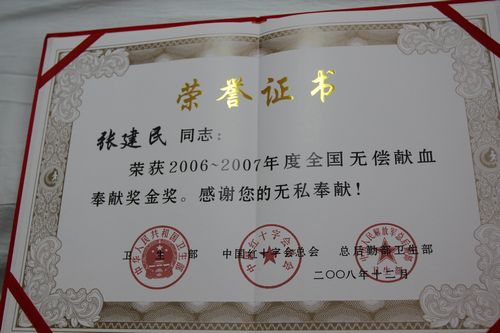 荣誉证书
张建民 同志：
荣获2006~2007年度全国无偿献血
奉献奖金奖。感谢您的无私奉献！
卫生部 中国红十字会总会 总后勤部卫生部
二〇〇八年十二月